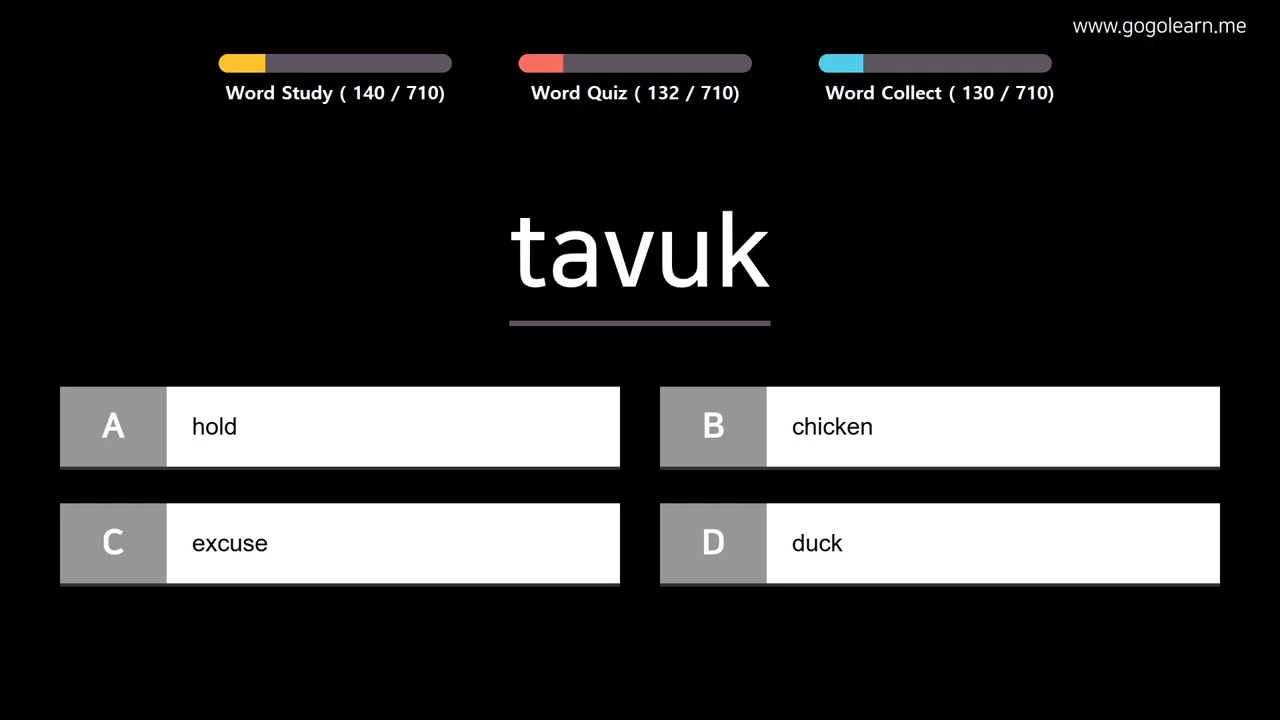 www.gogolearn.me
Word Study ( 140 / 710)
Word Quiz ( 132 / 710)
Word Collect ( 130 / 710)
tavuk
A hold
B chicken
C excuse
D duck